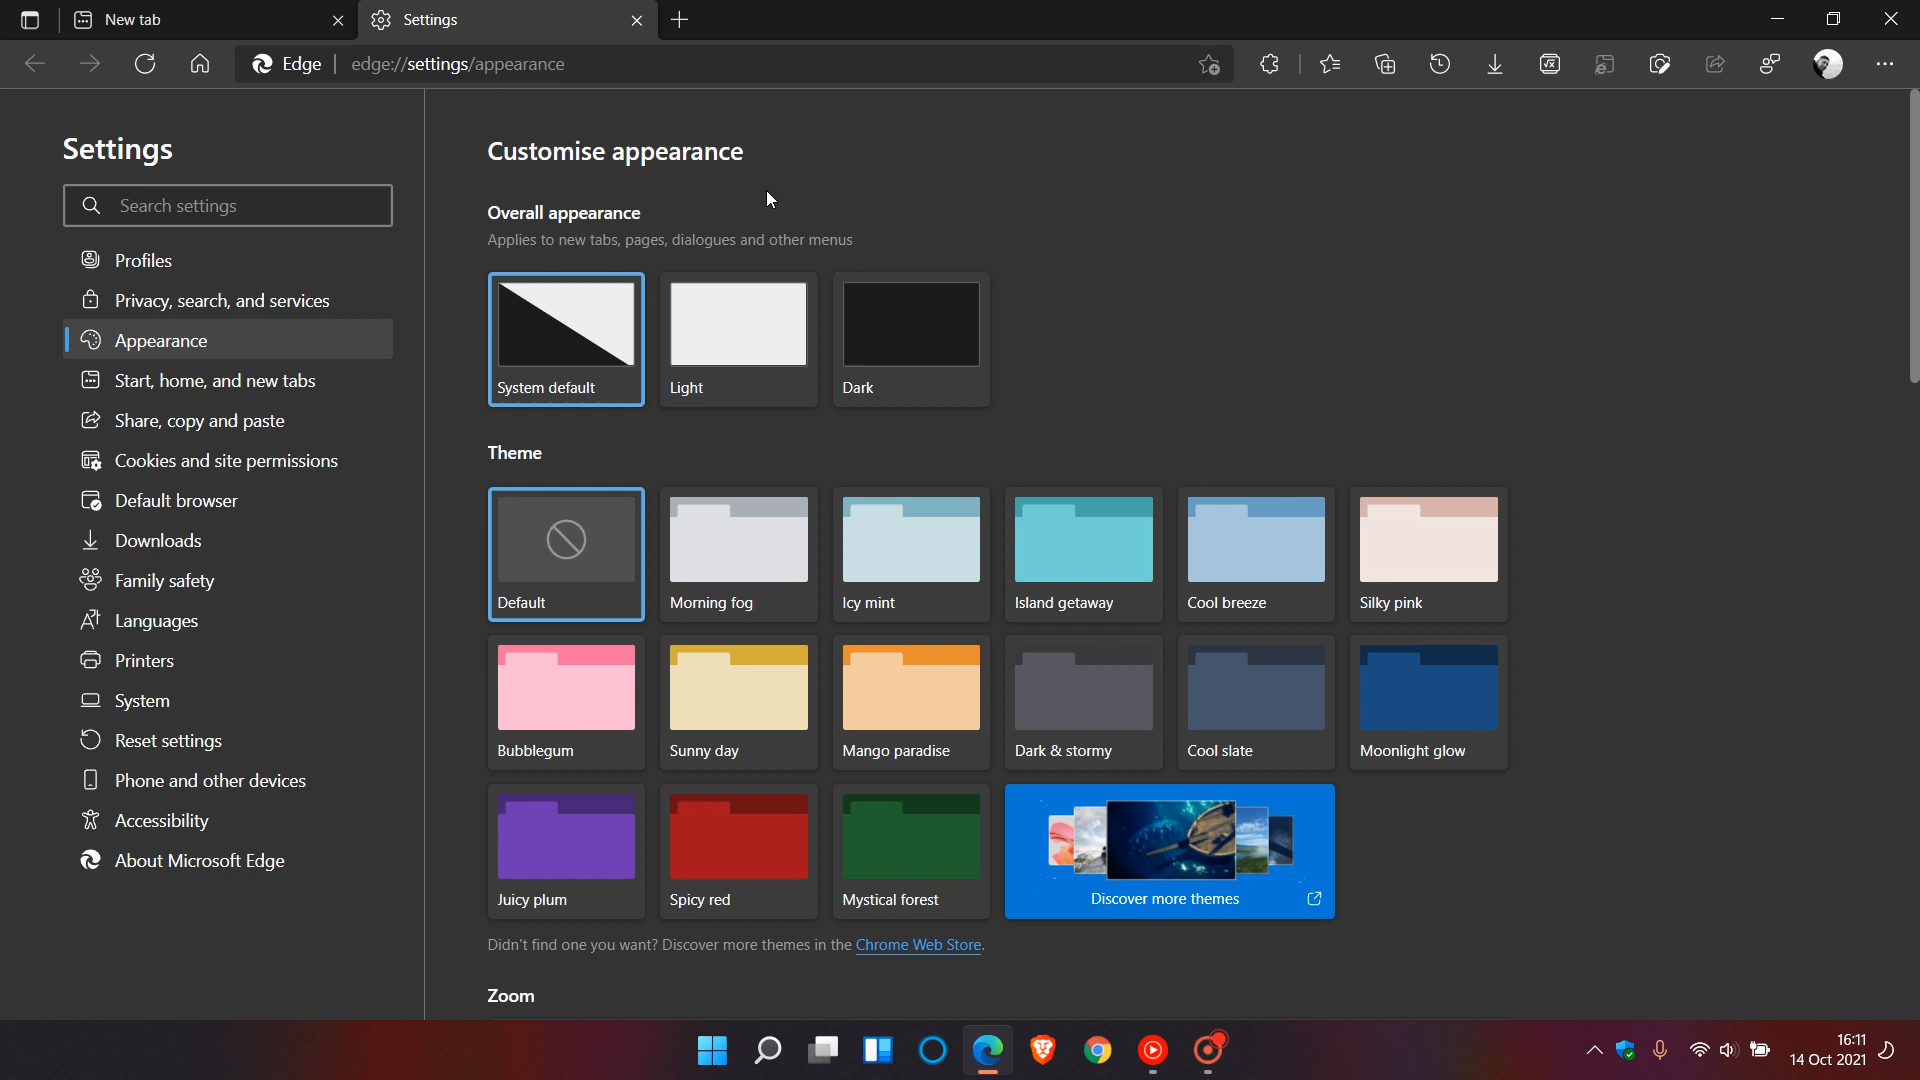 New tab
Settings
Edge edge://settings/appearance
Settings
Search settings
Profiles
Privacy, search, and services
Appearance
Start, home, and new tabs
Share, copy and paste
Cookies and site permissions
Default browser
Downloads
Family safety
Languages
Printers
System
Reset settings
Phone and other devices
Accessibility
About Microsoft Edge
Customise appearance
Overall appearance
Applies to new tabs, pages, dialogues and other menus
System default
Light
Dark
Theme
Default
Morning fog
Icy mint
Island getaway
Cool breeze
Silky pink
Bubblegum
Sunny day
Mango paradise
Dark & stormy
Cool slate
Moonlight glow
Juicy plum
Spicy red
Mystical forest
Discover more themes
Didn't find one you want? Discover more themes in the Chrome Web Store.
Zoom
16:11
14 Oct 2021